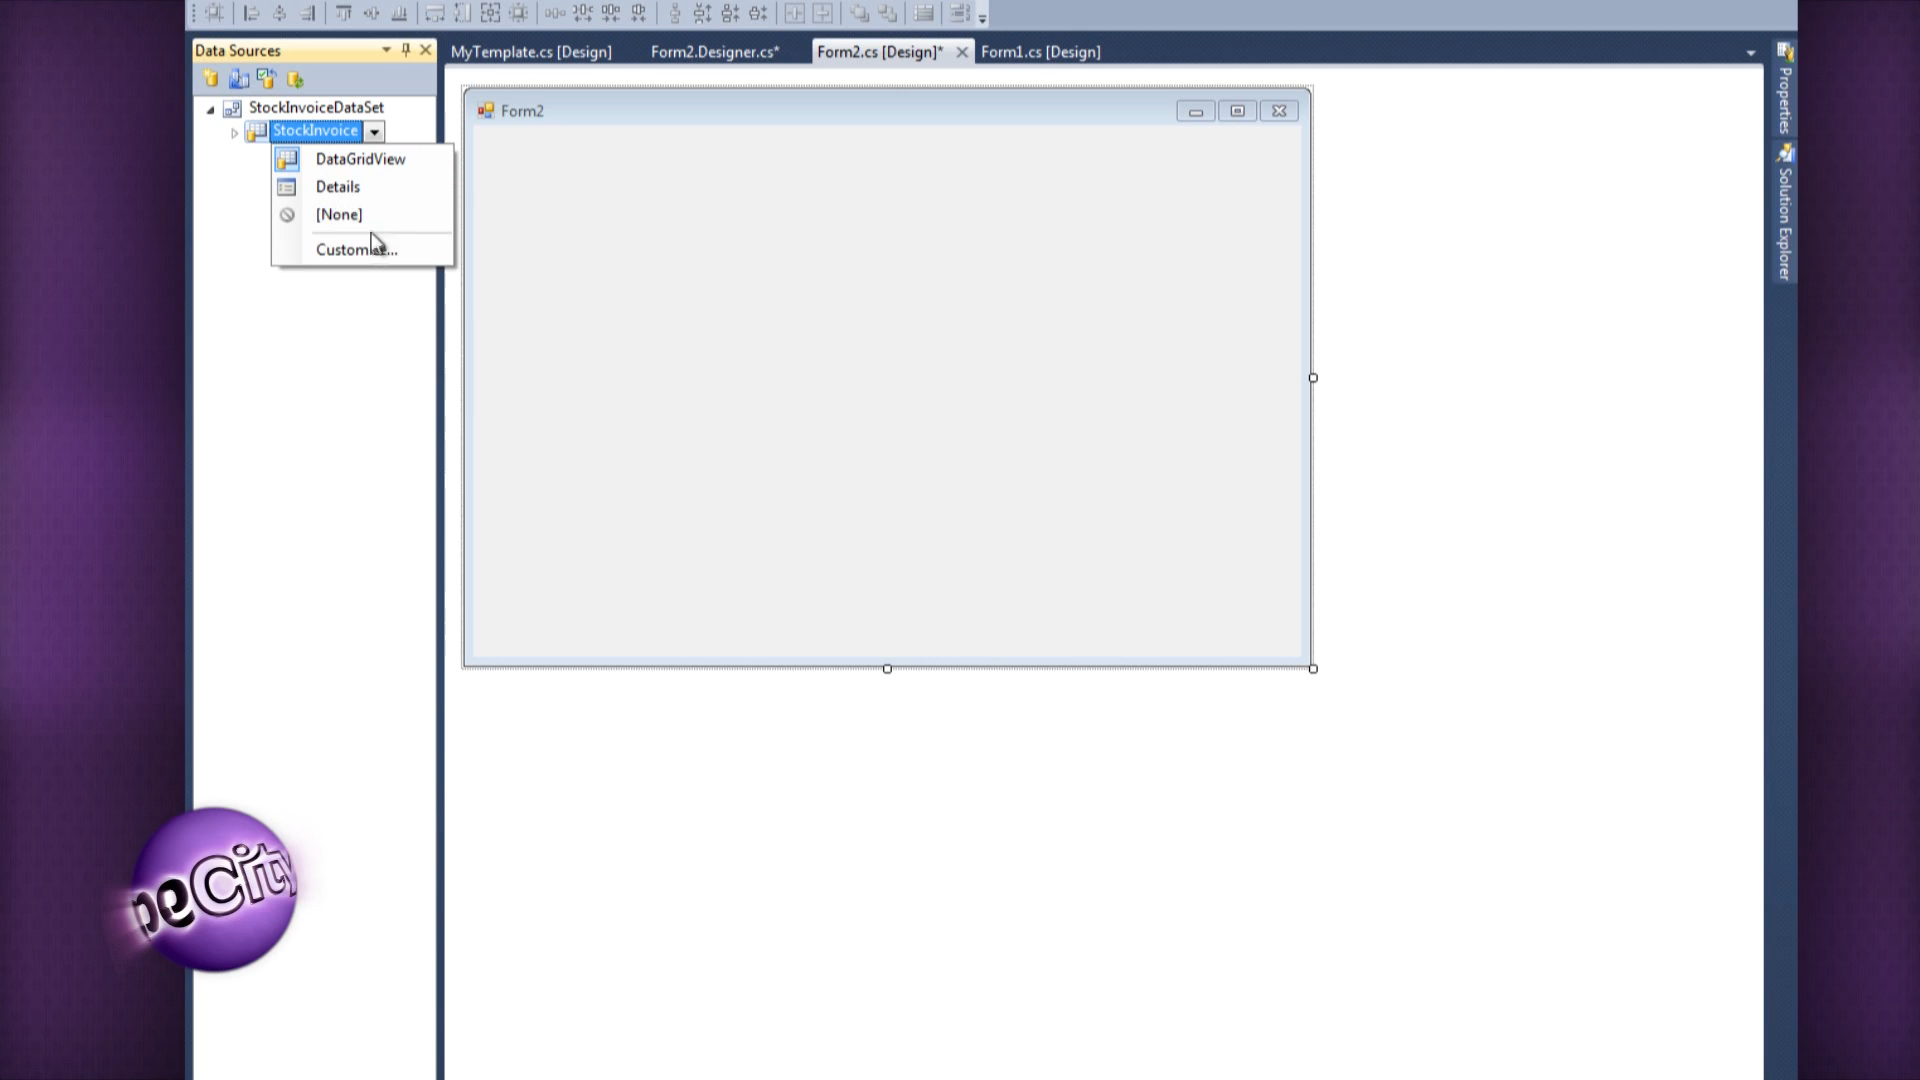 Data Sources
MyTemplate.cs [Design]
Form2.Designer.cs*
Form2.cs [Design]*
Form1.cs [Design]
StockInvoiceDataSet
StockInvoice
DataGridView
Details
[None]
Form2
Properties
Solution Explorer
eCity